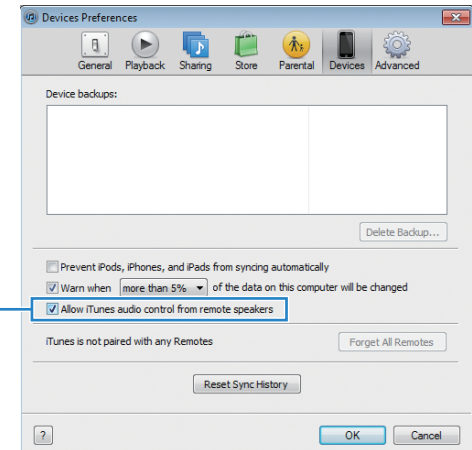 Devices Preferences
General Playback Sharing Store Parental Devices Advanced
Device backups:
Delete Backup...
Prevent iPods, iPhones, and iPads from syncing automatically
Warn when more than 5% of the data on this computer will be changed
Allow iTunes audio control from remote speakers
iTunes is not paired with any Remotes Forget All Remotes
Reset Sync History
? OK Cancel